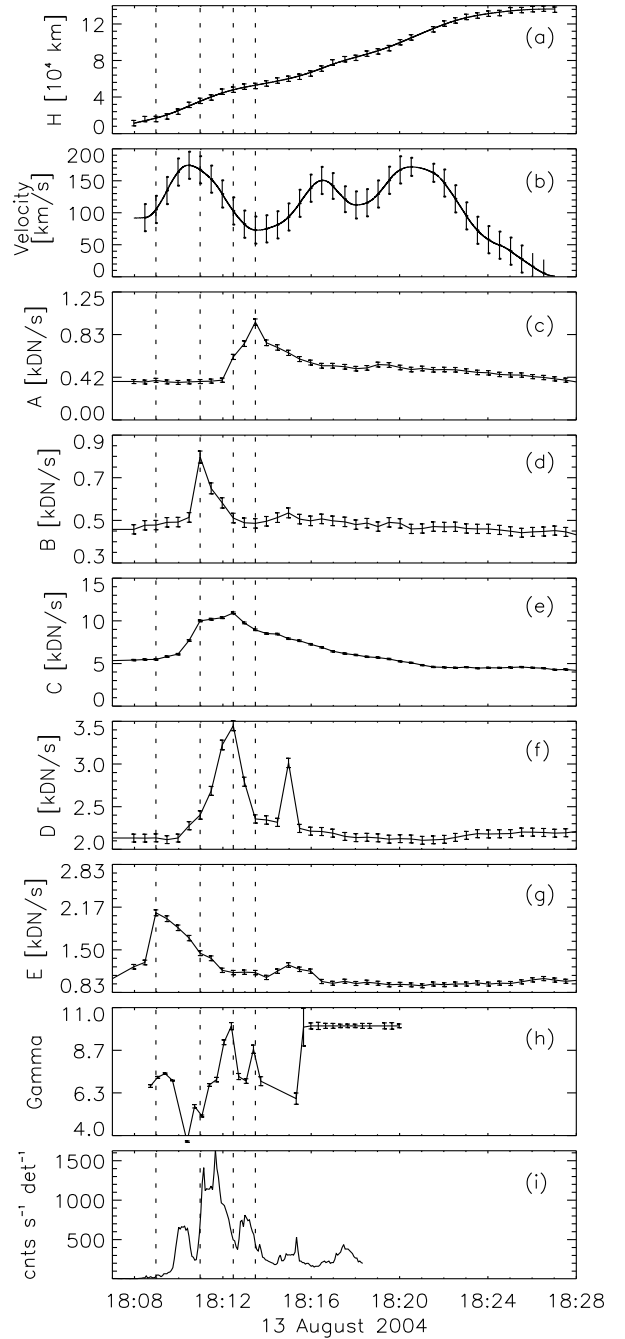 12
8
4
0
H [10⁴ km]
(a)
200
150
100
50
0
Velocity
[km/s]
(b)
1.25
0.83
0.42
0.00
A [kDN/s]
(c)
0.9
0.7
0.5
0.3
B [kDN/s]
(d)
15
10
5
0
C [kDN/s]
(e)
3.5
3.0
2.5
2.0
D [kDN/s]
(f)
2.83
2.17
1.50
0.83
E [kDN/s]
(g)
11.0
8.7
6.3
4.0
Gamma
(h)
1500
1000
500
cnts s⁻¹ det⁻¹
(i)
18:08 18:12 18:16 18:20 18:24 18:28
13 August 2004